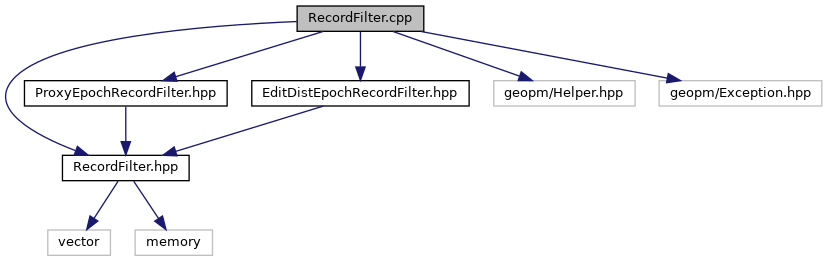 RecordFilter.cpp
ProxyEpochRecordFilter.hpp
EditDistEpochRecordFilter.hpp
geopm/Helper.hpp
geopm/Exception.hpp
RecordFilter.hpp
vector
memory